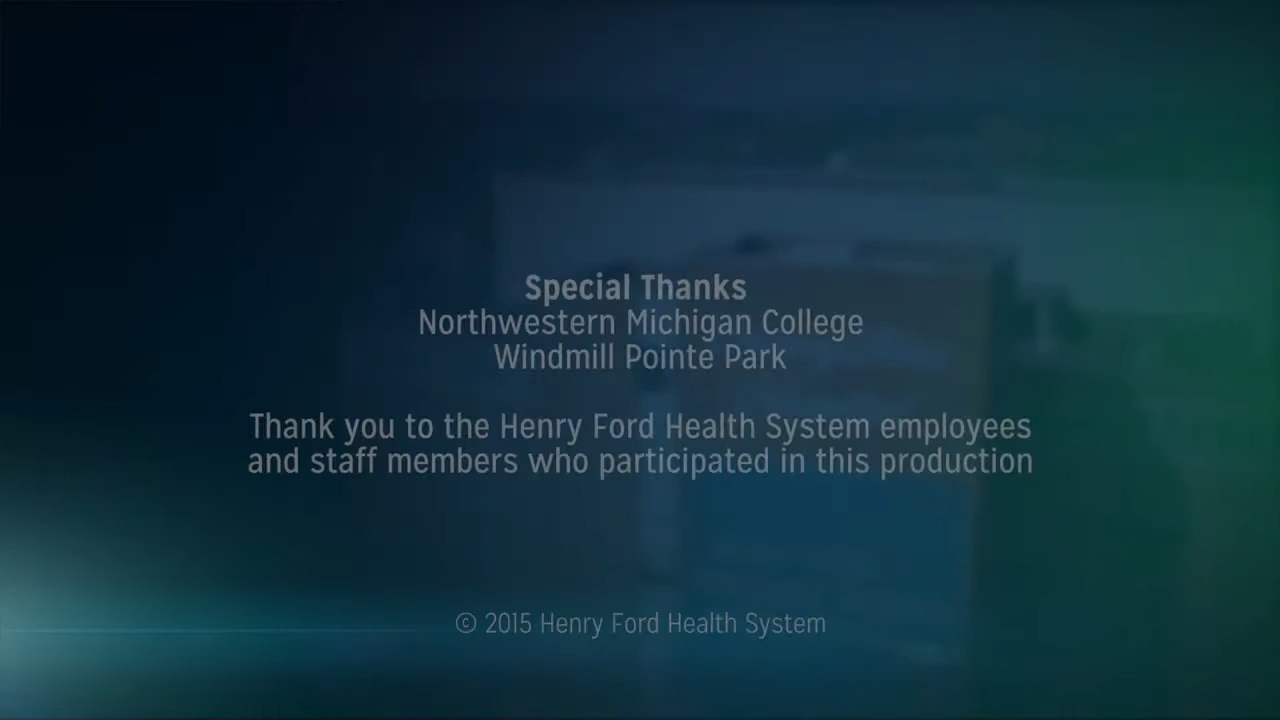 Special Thanks
Northwestern Michigan College
Windmill Pointe Park
Thank you to the Henry Ford Health System employees
and staff members who participated in this production
© 2015 Henry Ford Health System